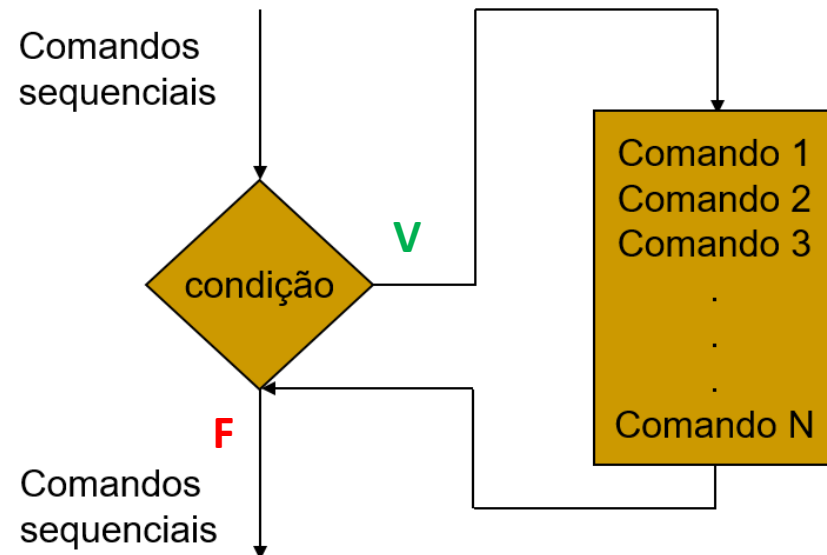 Comandos
sequenciais
condição
V
Comando 1
Comando 2
Comando 3
.
.
.
Comando N
F
Comandos
sequenciais